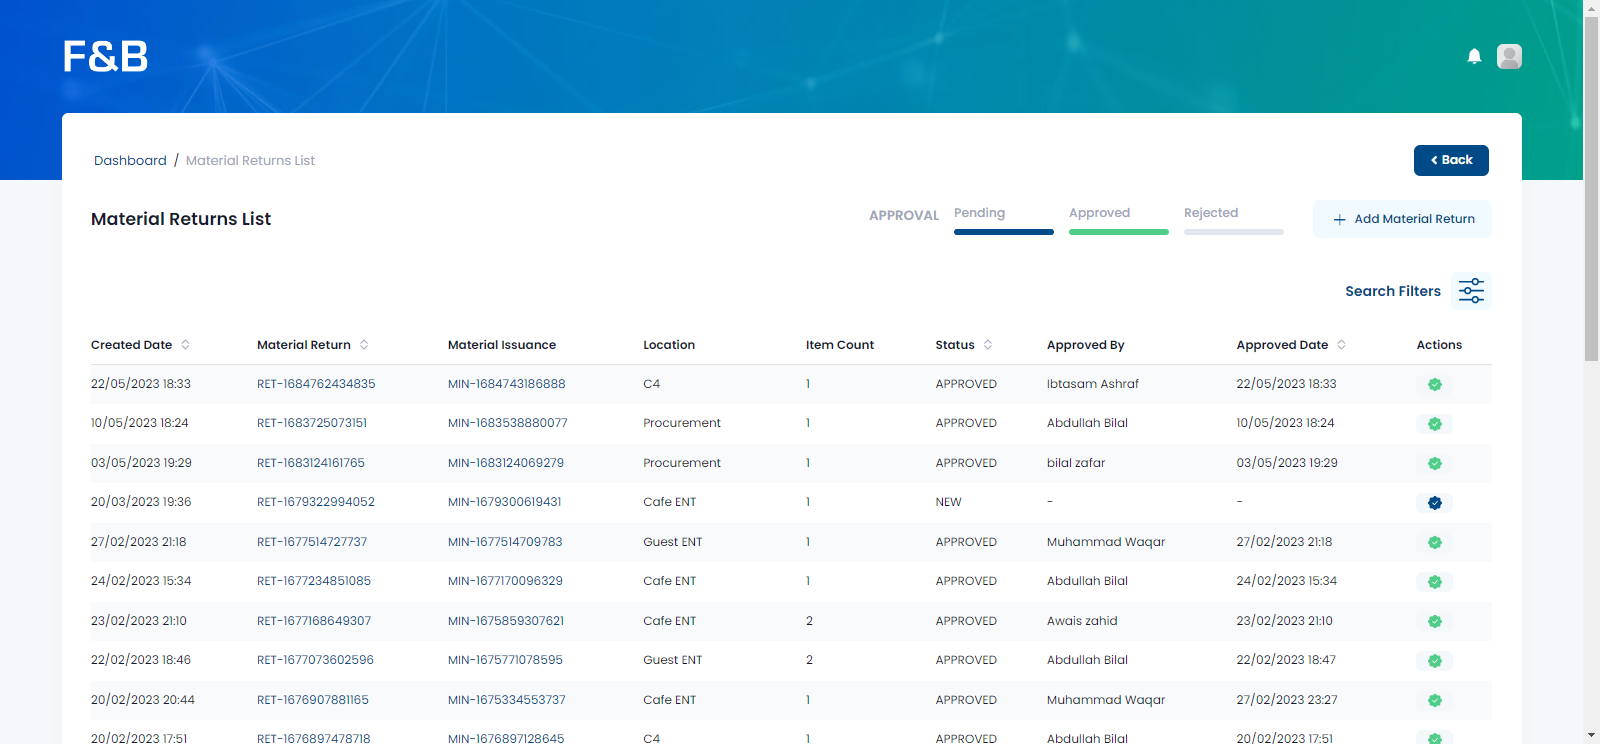 F&B
Dashboard / Material Returns List
Back
Material Returns List
APPROVAL Pending Approved Rejected
Add Material Return
Search Filters
Created Date Material Return Material Issuance Location Item Count Status Approved By Approved Date Actions
22/05/2023 18:33 RET-1684762434835 MIN-1684743186888 C4 1 APPROVED Ibtasam Ashraf 22/05/2023 18:33
10/05/2023 18:24 RET-1683725073151 MIN-1683538880077 Procurement 1 APPROVED Abdullah Bilal 10/05/2023 18:24
03/05/2023 19:29 RET-1683124161765 MIN-1683124069279 Procurement 1 APPROVED bilal zafar 03/05/2023 19:29
20/03/2023 19:36 RET-1679322994052 MIN-1679300619431 Cafe ENT 1 NEW - -
27/02/2023 21:18 RET-1677514727737 MIN-1677514709783 Guest ENT 1 APPROVED Muhammad Waqar 27/02/2023 21:18
24/02/2023 15:34 RET-1677234851085 MIN-1677170096329 Cafe ENT 1 APPROVED Abdullah Bilal 24/02/2023 15:34
23/02/2023 21:10 RET-1677168649307 MIN-1675859307621 Cafe ENT 2 APPROVED Awais zahid 23/02/2023 21:10
22/02/2023 18:46 RET-1677073602596 MIN-1675771078595 Guest ENT 2 APPROVED Abdullah Bilal 22/02/2023 18:47
20/02/2023 20:44 RET-1676907881165 MIN-1675334553737 Cafe ENT 1 APPROVED Muhammad Waqar 27/02/2023 23:27
20/02/2023 17:51 RET-1676897478718 MIN-1676897128645 C4 1 APPROVED Abdullah Bilal 20/02/2023 17:51